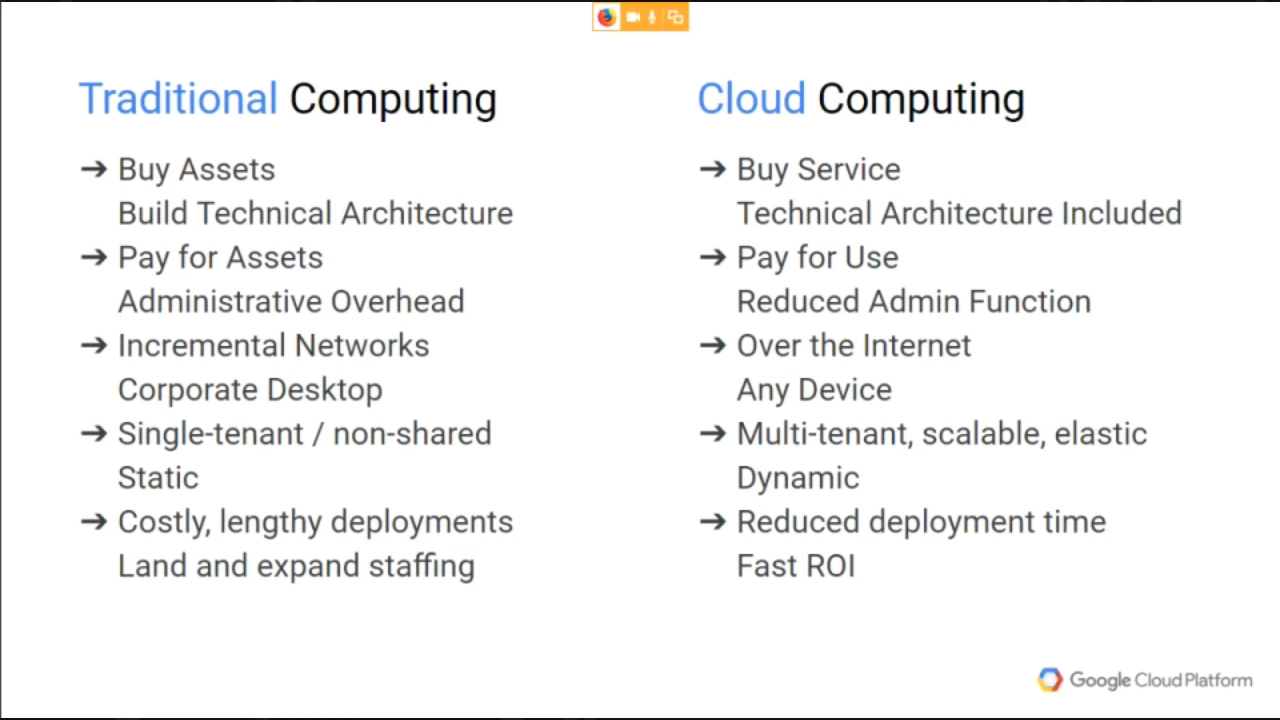 Traditional Computing
➔ Buy Assets
Build Technical Architecture
➔ Pay for Assets
Administrative Overhead
➔ Incremental Networks
Corporate Desktop
➔ Single-tenant / non-shared
Static
➔ Costly, lengthy deployments
Land and expand staffing
Cloud Computing
➔ Buy Service
Technical Architecture Included
➔ Pay for Use
Reduced Admin Function
➔ Over the Internet
Any Device
➔ Multi-tenant, scalable, elastic
Dynamic
➔ Reduced deployment time
Fast ROI
Google Cloud Platform